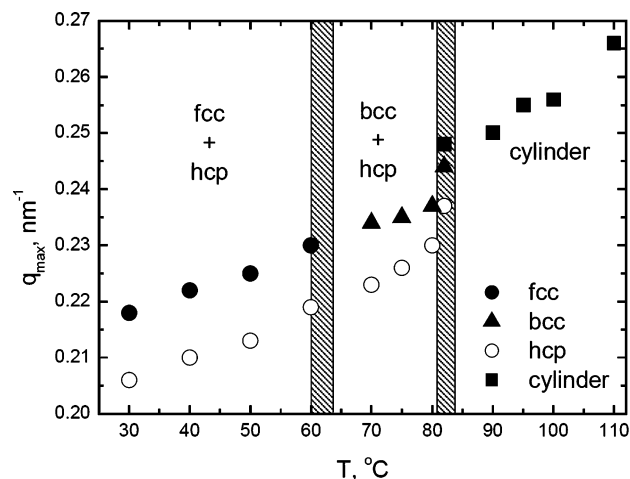 0.27
0.26
0.25
0.24
0.23
0.22
0.21
0.20
q_max, nm⁻¹
fcc
+
hcp
bcc
+
hcp
cylinder
fcc
bcc
hcp
cylinder
30 40 50 60 70 80 90 100 110
T, °C